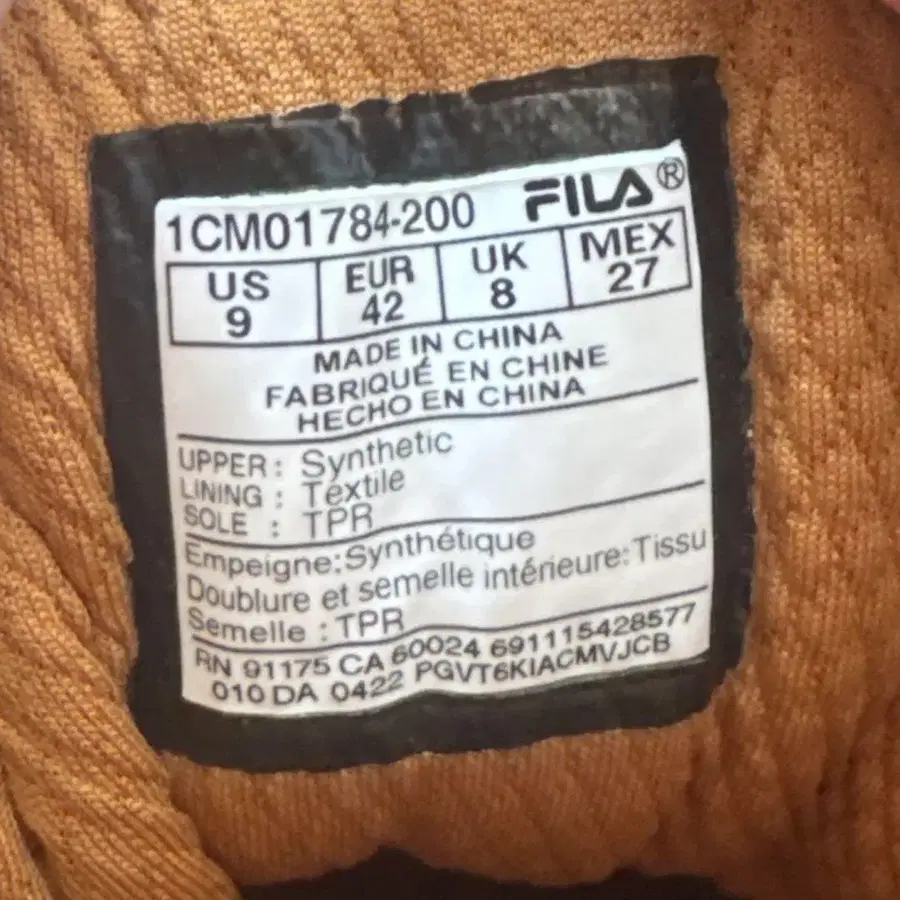 1CM01784-200 FILA®
US EUR UK MEX
9 42 8 27
MADE IN CHINA
FABRIQUÉ EN CHINE
HECHO EN CHINA
UPPER: Synthetic
LINING : Textile
SOLE : TPR
Empeigne:Synthétique
Doublure et semelle intérieure:Tissu
Semelle : TPR
RN 91175 CA 60024 691115428577
010 DA 0422 PGVT6KIACMVJCB